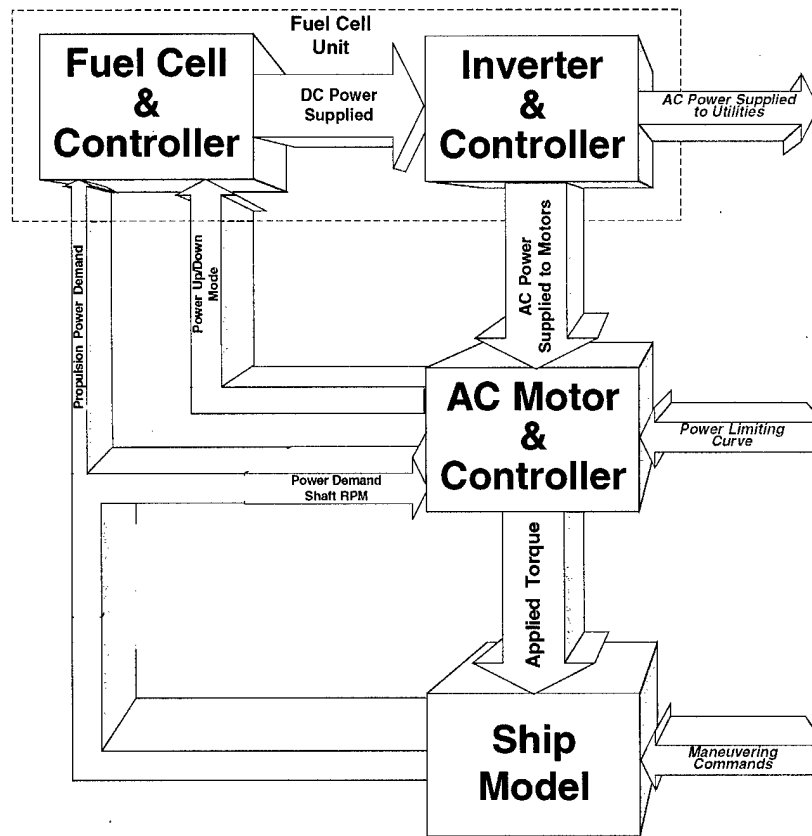 Fuel Cell
Unit
Fuel Cell
&
Controller
DC Power
Supplied
Inverter
&
Controller
AC Power Supplied
to Utilities
Propulsion Power Demand
Power Up/Down
Mode
AC Power
Supplied to Motors
AC Motor
&
Controller
Power Limiting
Curve
Power Demand
Shaft RPM
Applied Torque
Ship
Model
Maneuvering
Commands